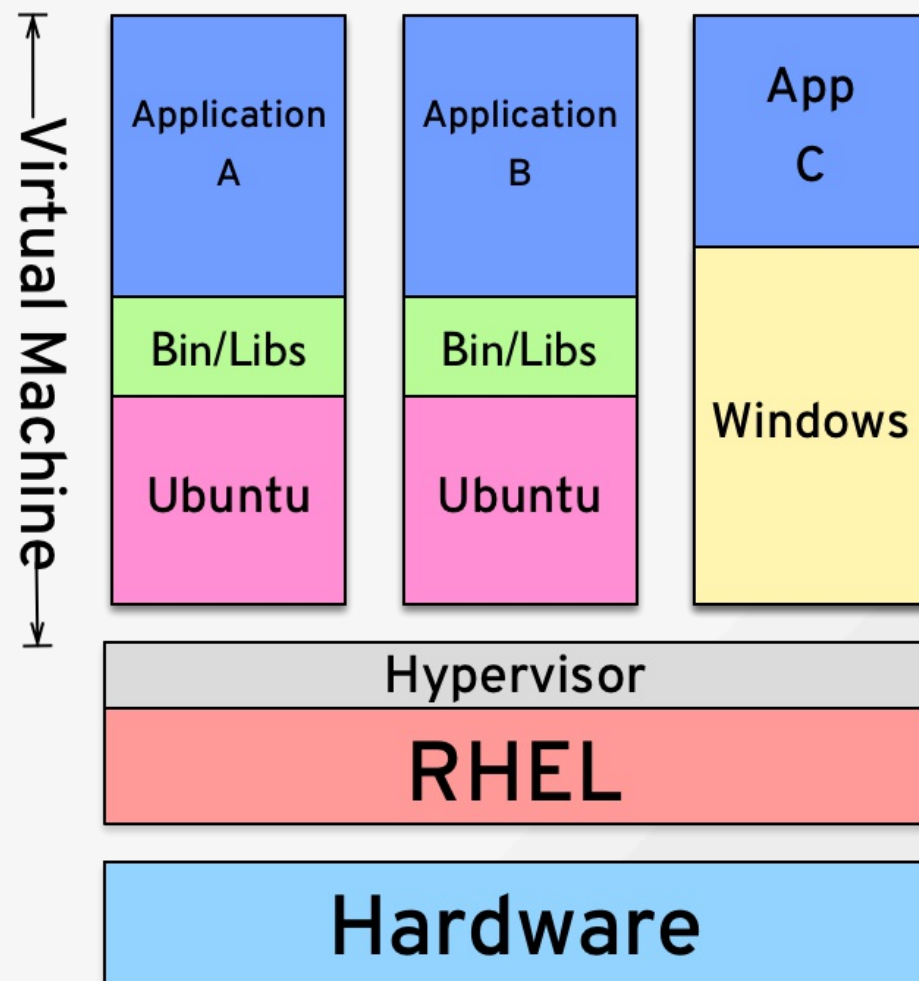 Virtual Machine
Application
A
Bin/Libs
Ubuntu
Application
B
Bin/Libs
Ubuntu
App
C
Windows
Hypervisor
RHEL
Hardware